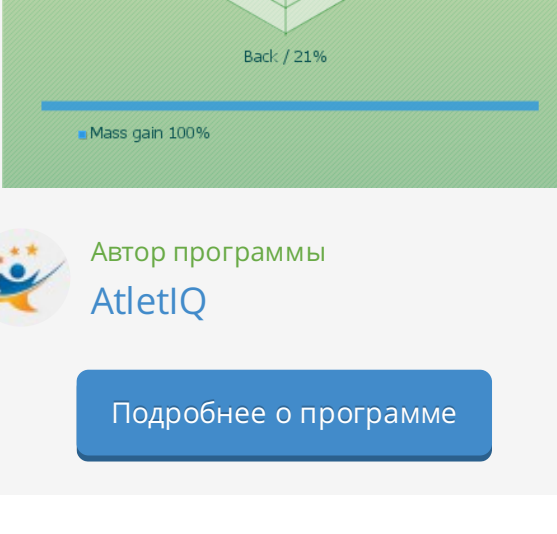 Back / 21%
Mass gain 100%
Автор программы
AtletIQ
Подробнее о программе